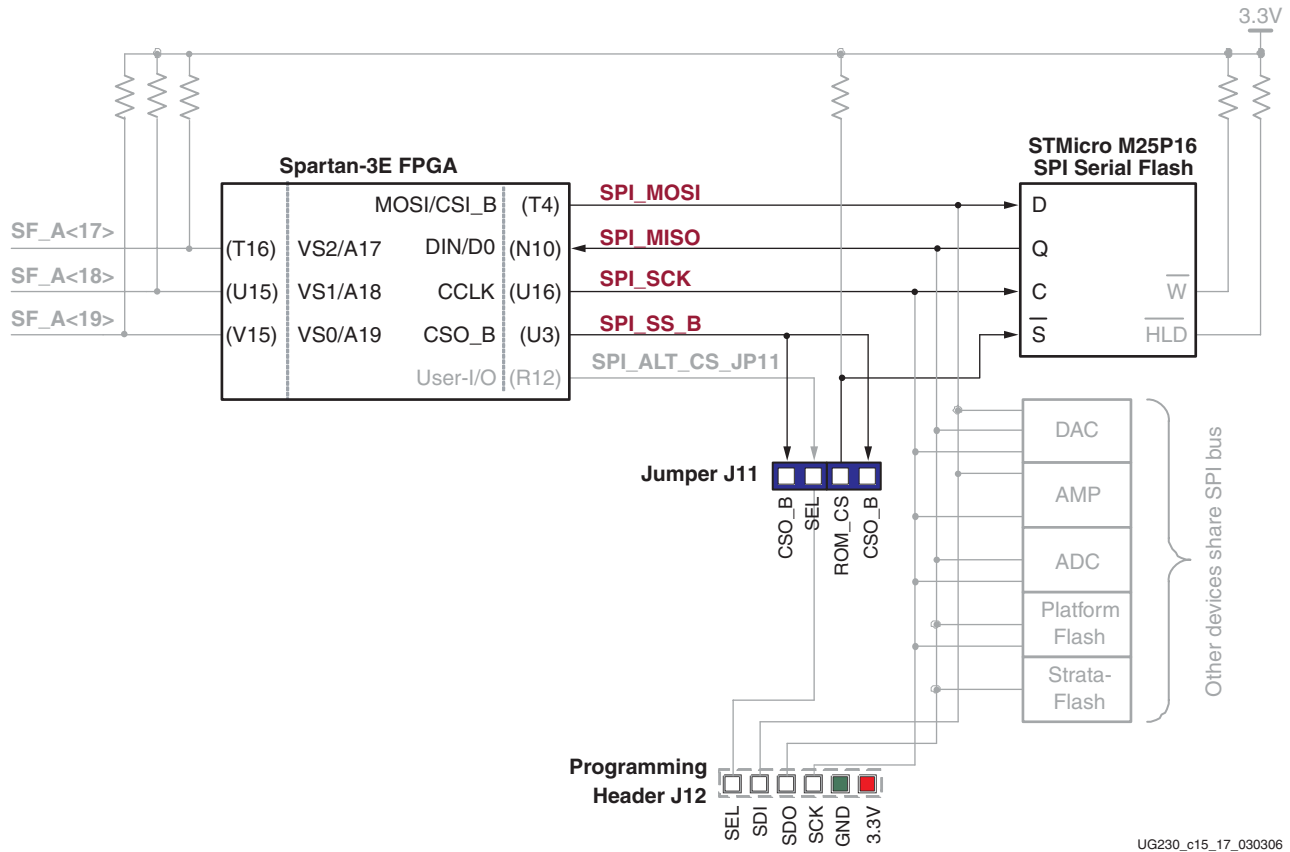 3.3V
Spartan-3E FPGA
STMicro M25P16
SPI Serial Flash
SF_A<17>
SF_A<18>
SF_A<19>
(T16) VS2/A17
(U15) VS1/A18
(V15) VS0/A19
MOSI/CSI_B (T4)
DIN/D0 (N10)
CCLK (U16)
CSO_B (U3)
User-I/O (R12)
SPI_MOSI
SPI_MISO
SPI_SCK
SPI_SS_B
SPI_ALT_CS_JP11
D
Q
C
S
W
HLD
Jumper J11
CSO_B
SEL
ROM_CS
CSO_B
DAC
AMP
ADC
Platform
Flash
Strata-
Flash
Other devices share SPI bus
Programming
Header J12
SEL
SDI
SDO
SCK
GND
3.3V
UG230_c15_17_030306